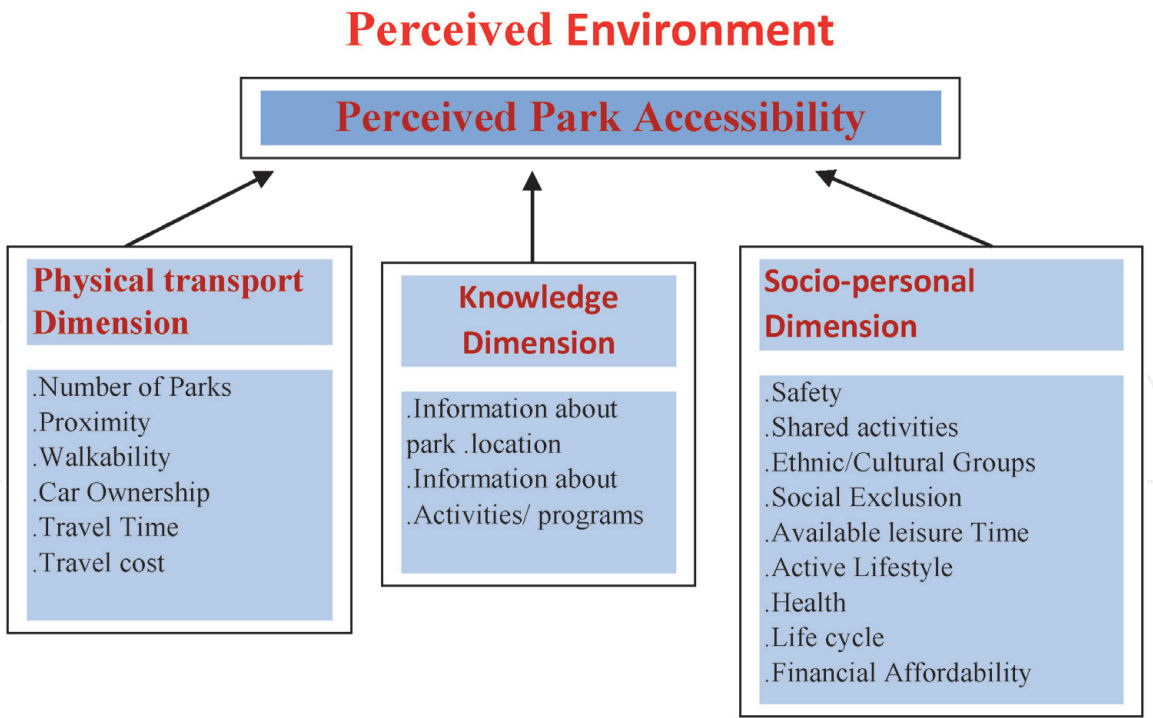 Perceived Environment
Perceived Park Accessibility
Physical transport
Dimension
.Number of Parks
.Proximity
.Walkability
.Car Ownership
.Travel Time
.Travel cost
Knowledge
Dimension
.Information about
park .location
.Information about
.Activities/ programs
Socio-personal
Dimension
.Safety
.Shared activities
.Ethnic/Cultural Groups
.Social Exclusion
.Available leisure Time
.Active Lifestyle
.Health
.Life cycle
.Financial Affordability